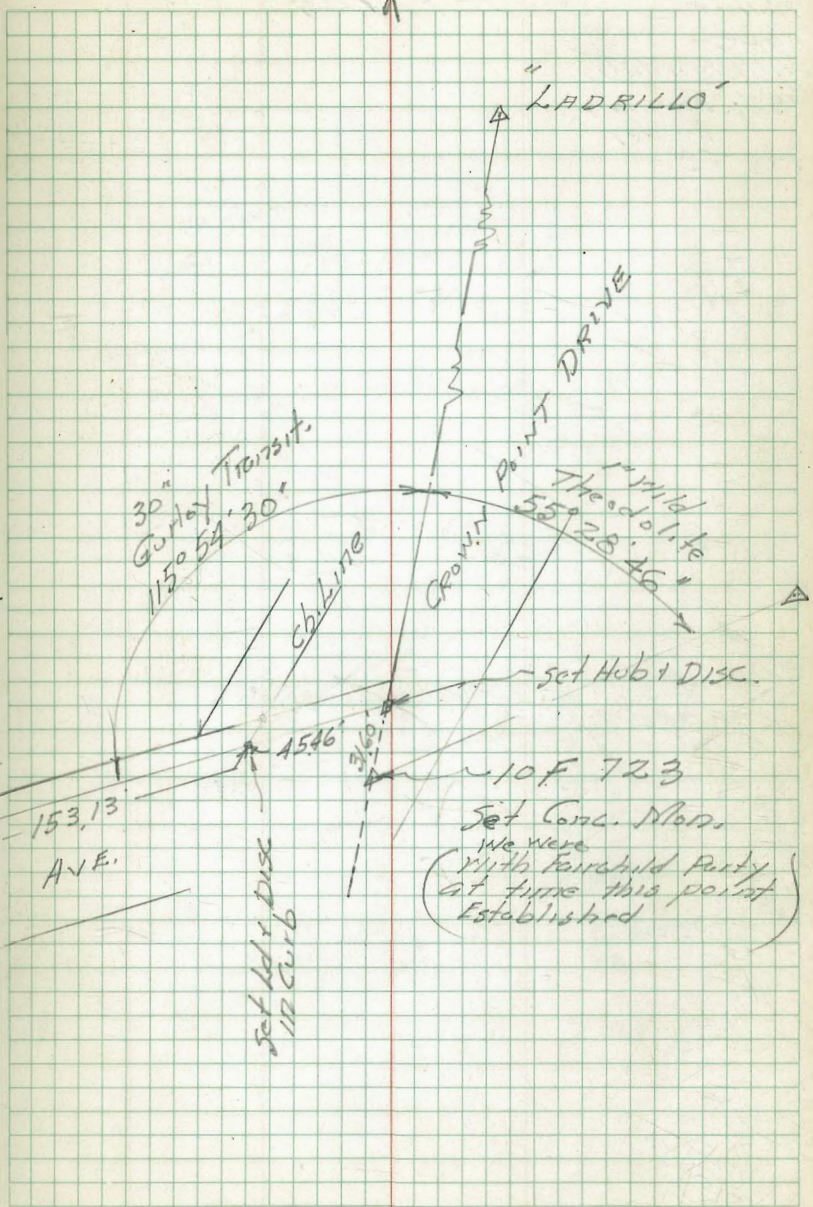 "LADRILLO"
CROWN POINT DRIVE
30"
Gurley Transit.
115° 54' 30"
1" Wild
Theodolite
55° 28' 46"
Cb. Line
Set Hub & Disc.
45.46'
31.60'
153.13'
AVE.
10F 723
Set Conc. Mon.
We were
With Fairchild Party
at time this point
Established
Set Ld & Disc
in Curb